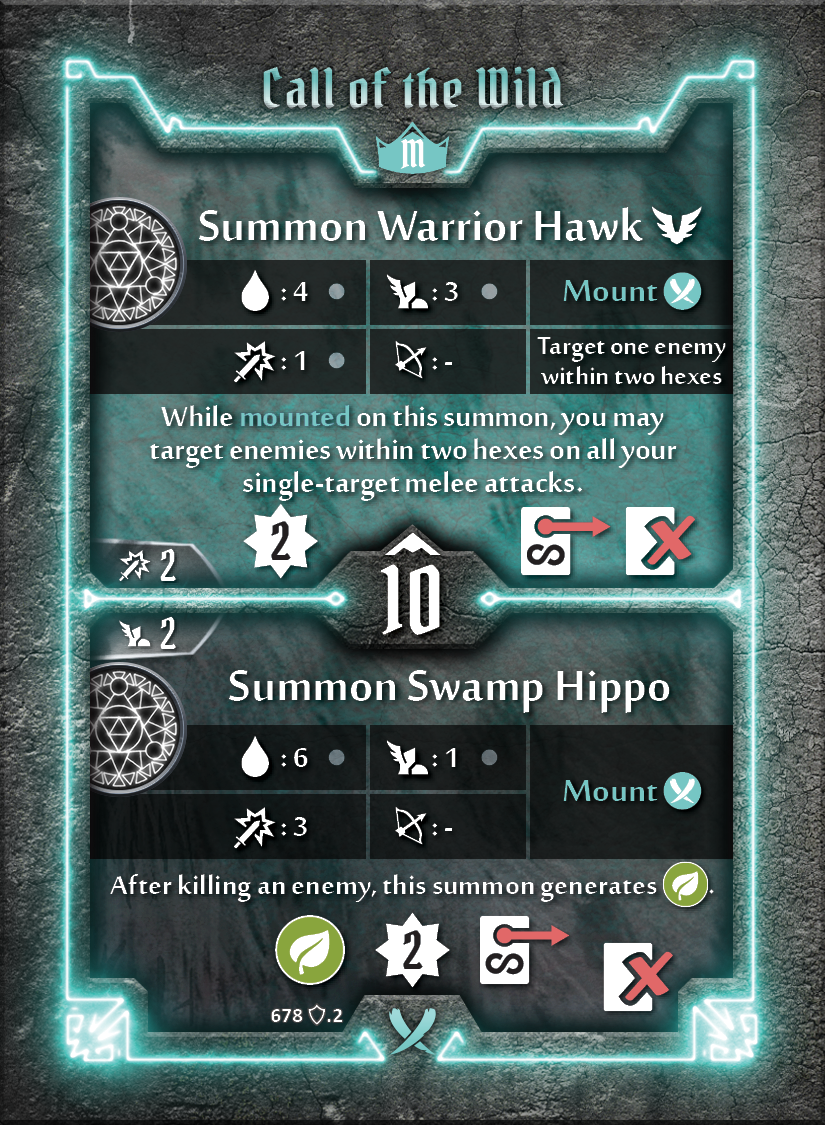 Call of the Wild
M
Summon Warrior Hawk
: 4
: 3
Mount
: 1
: -
Target one enemy
within two hexes
While mounted on this summon, you may
target enemies within two hexes on all your
single-target melee attacks.
2
2
10
2
Summon Swamp Hippo
: 6
: 1
Mount
: 3
: -
After killing an enemy, this summon generates .
2
678 .2